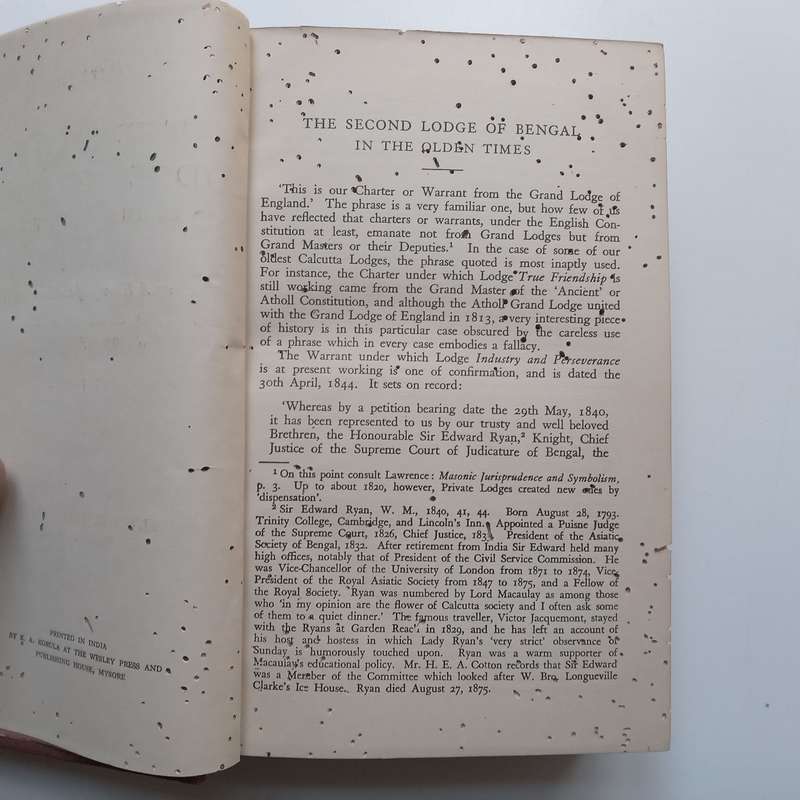 PRINTED IN INDIA
BY E. A. KORULA AT THE WESLEY PRESS AND
PUBLISHING HOUSE, MYSORE
THE SECOND LODGE OF BENGAL
IN THE OLDEN TIMES
‘This is our Charter or Warrant from the Grand Lodge of
England.’ The phrase is a very familiar one, but how few of us
have reflected that charters or warrants, under the English Con-
stitution at least, emanate not from Grand Lodges but from
Grand Masters or their Deputies.¹ In the case of some of our
oldest Calcutta Lodges, the phrase quoted is most inaptly used.
For instance, the Charter under which Lodge True Friendship is
still working came from the Grand Master of the ‘Ancient’ or
Atholl Constitution, and although the Atholl Grand Lodge united
with the Grand Lodge of England in 1813, a very interesting piece
of history is in this particular case obscured by the careless use
of a phrase which in every case embodies a fallacy.
The Warrant under which Lodge Industry and Perseverance
is at present working is one of confirmation, and is dated the
30th April, 1844. It sets on record:
‘Whereas by a petition bearing date the 29th May, 1840,
it has been represented to us by our trusty and well beloved
Brethren, the Honourable Sir Edward Ryan,² Knight, Chief
Justice of the Supreme Court of Judicature of Bengal, the
¹ On this point consult Lawrence: Masonic Jurisprudence and Symbolism,
p. 3. Up to about 1820, however, Private Lodges created new ones by
‘dispensation’.
² Sir Edward Ryan, W. M., 1840, 41, 44. Born August 28, 1793.
Trinity College, Cambridge, and Lincoln’s Inn. Appointed a Puisne Judge
of the Supreme Court, 1826, Chief Justice, 183 President of the Asiatic
Society of Bengal, 1832. After retirement from India Sir Edward held many
high offices, notably that of President of the Civil Service Commission. He
was Vice-Chancellor of the University of London from 1871 to 1874, Vice-
President of the Royal Asiatic Society from 1847 to 1875, and a Fellow of
the Royal Society. Ryan was numbered by Lord Macaulay as among those
who ‘in my opinion are the flower of Calcutta society and I often ask some
of them to a quiet dinner.’ The famous traveller, Victor Jacquemont, stayed
with the Ryans at Garden Reach in 1829, and he has left an account of
his host and hostess in which Lady Ryan’s ‘very strict’ observance of
Sunday is humorously touched upon. Ryan was a warm supporter of
Macaulay’s educational policy. Mr. H. E. A. Cotton records that Sir Edward
was a Member of the Committee which looked after W. Bro. Longueville
Clarke’s Ice House. Ryan died August 27, 1875.